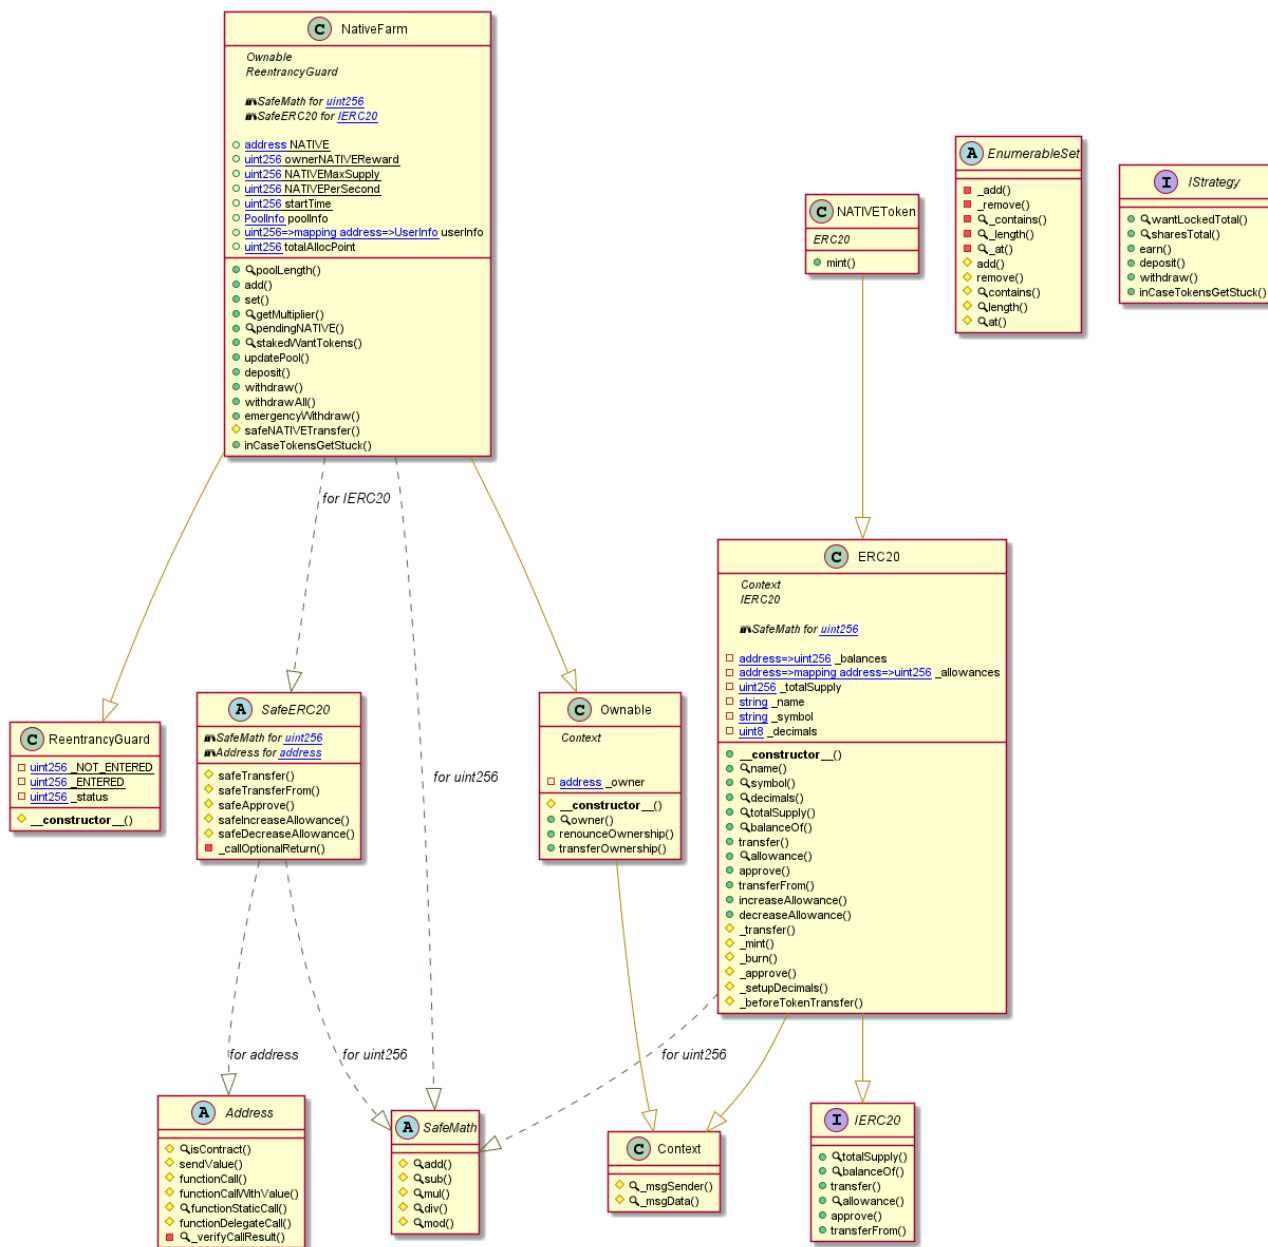 C NativeFarm
Ownable
ReentrancyGuard
SafeMath for uint256
SafeERC20 for IERC20
address NATIVE
uint256 ownerNATIVEReward
uint256 NATIVEMaxSupply
uint256 NATIVEPerSecond
uint256 startTime
PoolInfo poolInfo
uint256=>mapping address=>UserInfo userInfo
uint256 totalAllocPoint
poolLength()
add()
set()
getMultiplier()
pendingNATIVE()
stakedWantTokens()
updatePool()
deposit()
withdraw()
withdrawAll()
emergencyWithdraw()
safeNATIVETransfer()
inCaseTokensGetStuck()
C NATIVEToken
ERC20
mint()
A EnumerableSet
_add()
_remove()
_contains()
_length()
_at()
add()
remove()
contains()
length()
at()
I IStrategy
wantLockedTotal()
sharesTotal()
earn()
deposit()
withdraw()
inCaseTokensGetStuck()
for IERC20
for uint256
C ReentrancyGuard
uint256 _NOT_ENTERED
uint256 _ENTERED
uint256 _status
__constructor__()
A SafeERC20
SafeMath for uint256
Address for address
safeTransfer()
safeTransferFrom()
safeApprove()
safeIncreaseAllowance()
safeDecreaseAllowance()
_callOptionalReturn()
C Ownable
Context
address _owner
__constructor__()
owner()
renounceOwnership()
transferOwnership()
C ERC20
Context
IERC20
SafeMath for uint256
address=>uint256 _balances
address=>mapping address=>uint256 _allowances
uint256 _totalSupply
string _name
string _symbol
uint8 _decimals
__constructor__()
name()
symbol()
decimals()
totalSupply()
balanceOf()
transfer()
allowance()
approve()
transferFrom()
increaseAllowance()
decreaseAllowance()
_transfer()
_mint()
_burn()
_approve()
_setupDecimals()
_beforeTokenTransfer()
for address
for uint256
for uint256
A Address
isContract()
sendValue()
functionCall()
functionCallWithValue()
functionStaticCall()
functionDelegateCall()
_verifyCallResult()
A SafeMath
add()
sub()
mul()
div()
mod()
C Context
_msgSender()
_msgData()
I IERC20
totalSupply()
balanceOf()
transfer()
allowance()
approve()
transferFrom()